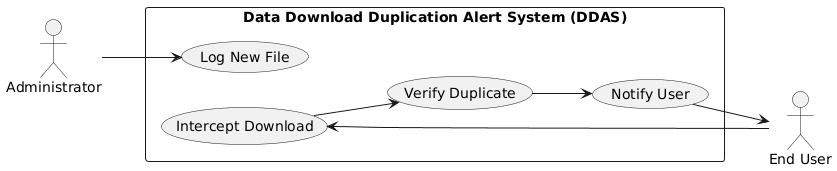 Data Download Duplication Alert System (DDAS)
Administrator
Log New File
Intercept Download
Verify Duplicate
Notify User
End User